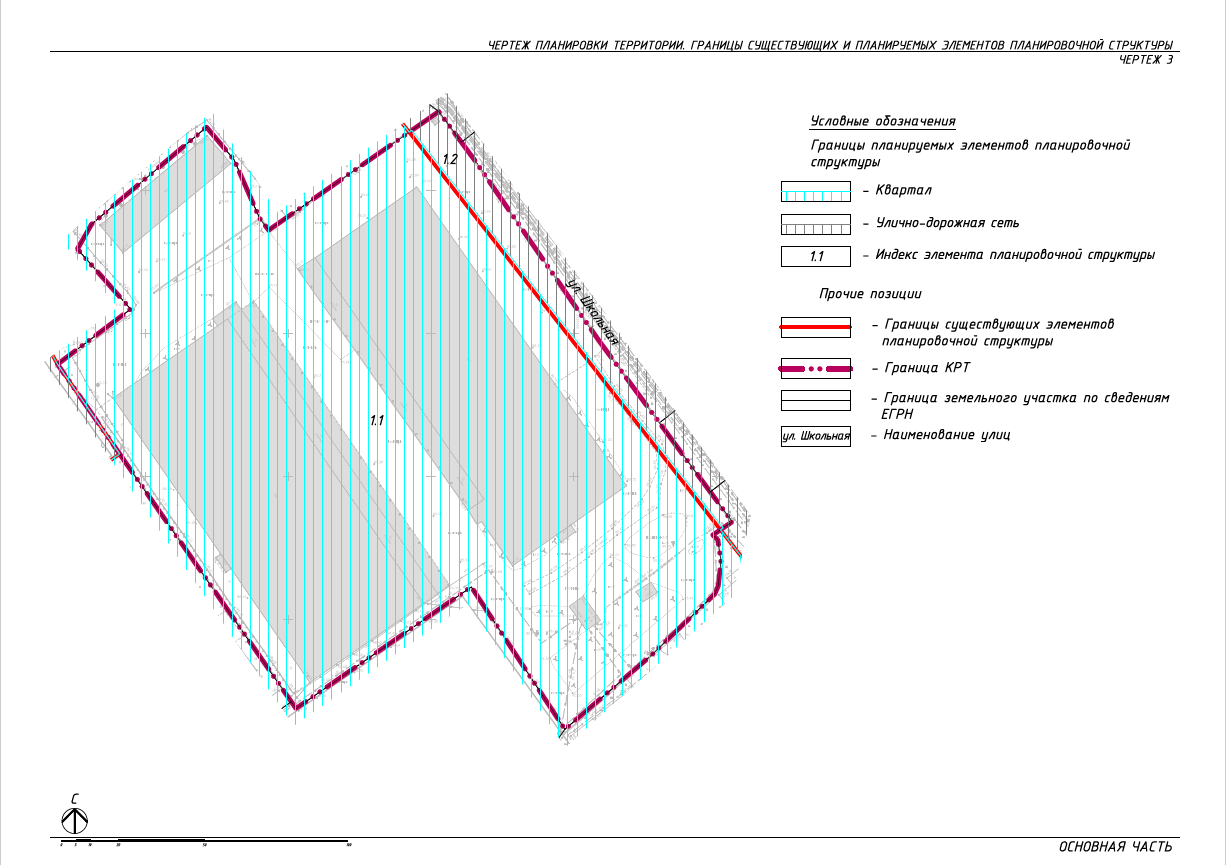 ЧЕРТЕЖ ПЛАНИРОВКИ ТЕРРИТОРИИ. ГРАНИЦЫ СУЩЕСТВУЮЩИХ И ПЛАНИРУЕМЫХ ЭЛЕМЕНТОВ ПЛАНИРОВОЧНОЙ СТРУКТУРЫ
ЧЕРТЕЖ 3
Условные обозначения
Границы планируемых элементов планировочной
структуры
- Квартал
- Улично-дорожная сеть
1.1 - Индекс элемента планировочной структуры
Прочие позиции
- Границы существующих элементов
планировочной структуры
- Граница КРТ
- Граница земельного участка по сведениям
ЕГРН
ул. Школьная - Наименование улиц
1.2
ул. Школьная
1.1
С
ОСНОВНАЯ ЧАСТЬ